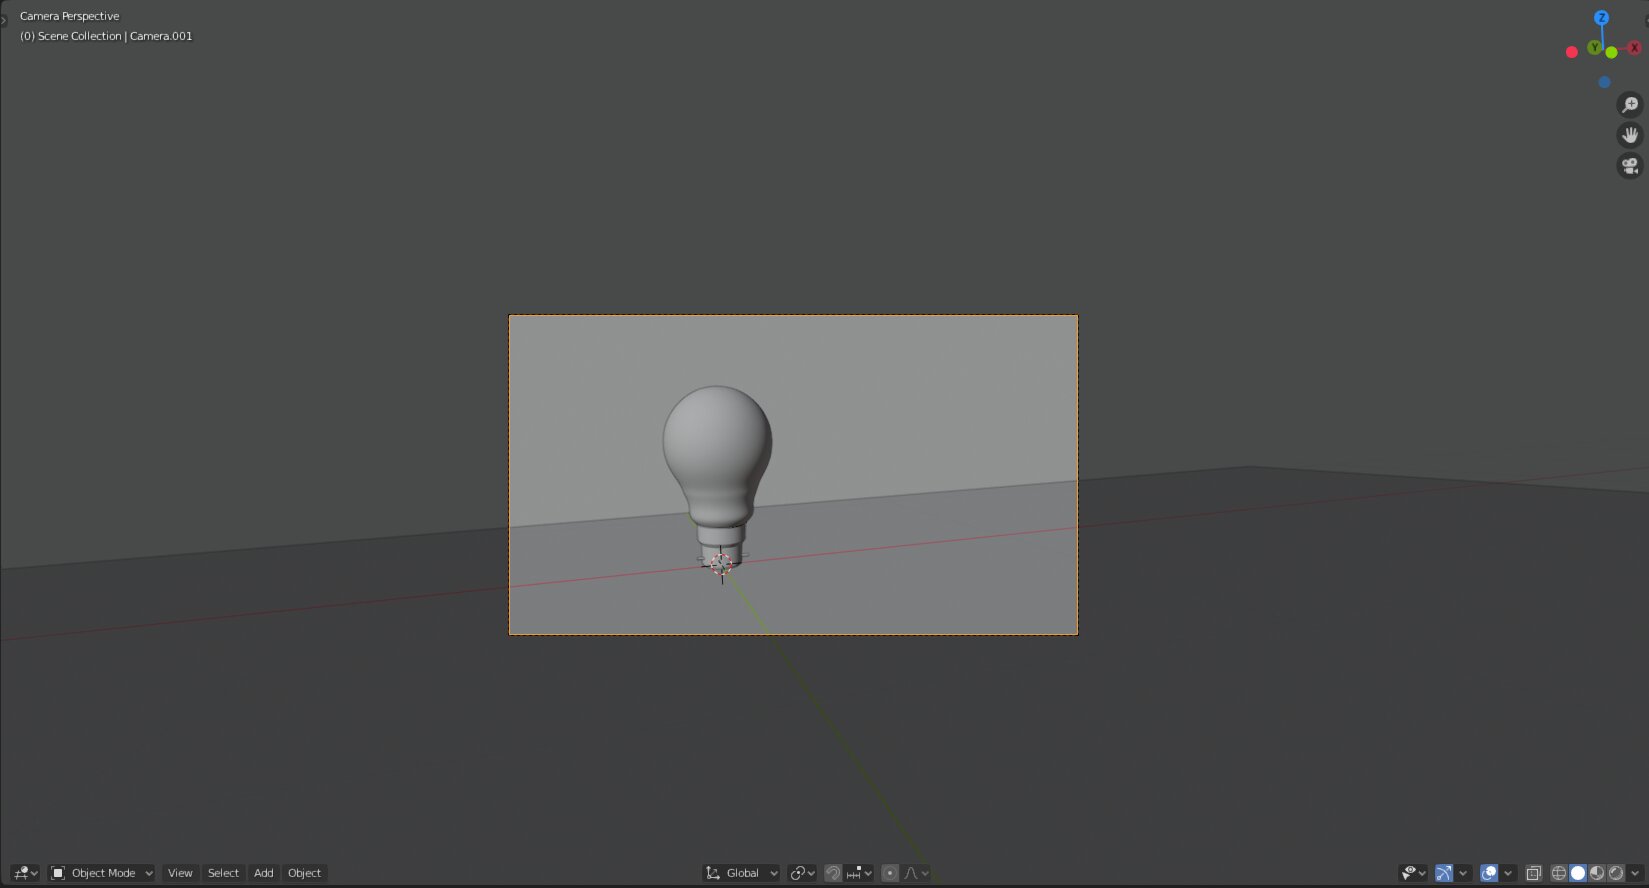 Camera Perspective
(0) Scene Collection | Camera.001
Z
Y
X
Object Mode
View
Select
Add
Object
Global